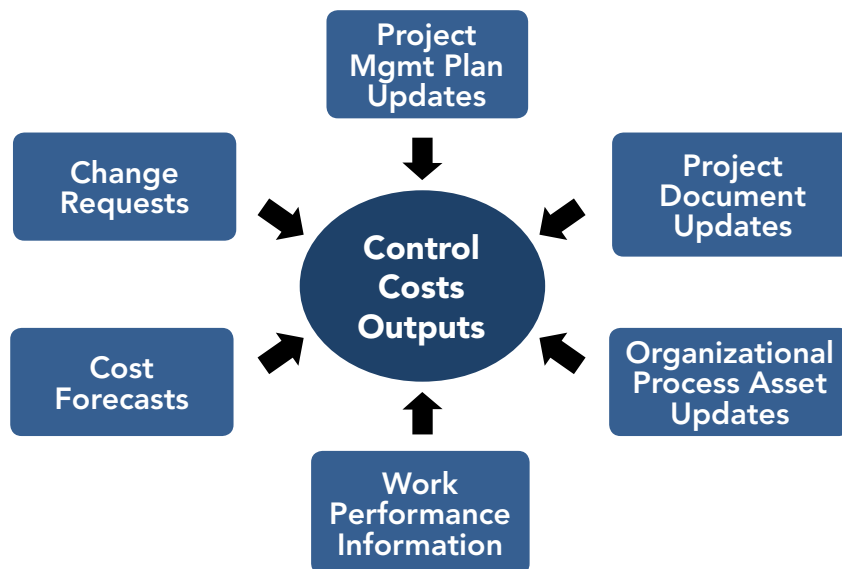 Project
Mgmt Plan
Updates
Change
Requests
Project
Document
Updates
Control
Costs
Outputs
Cost
Forecasts
Organizational
Process Asset
Updates
Work
Performance
Information